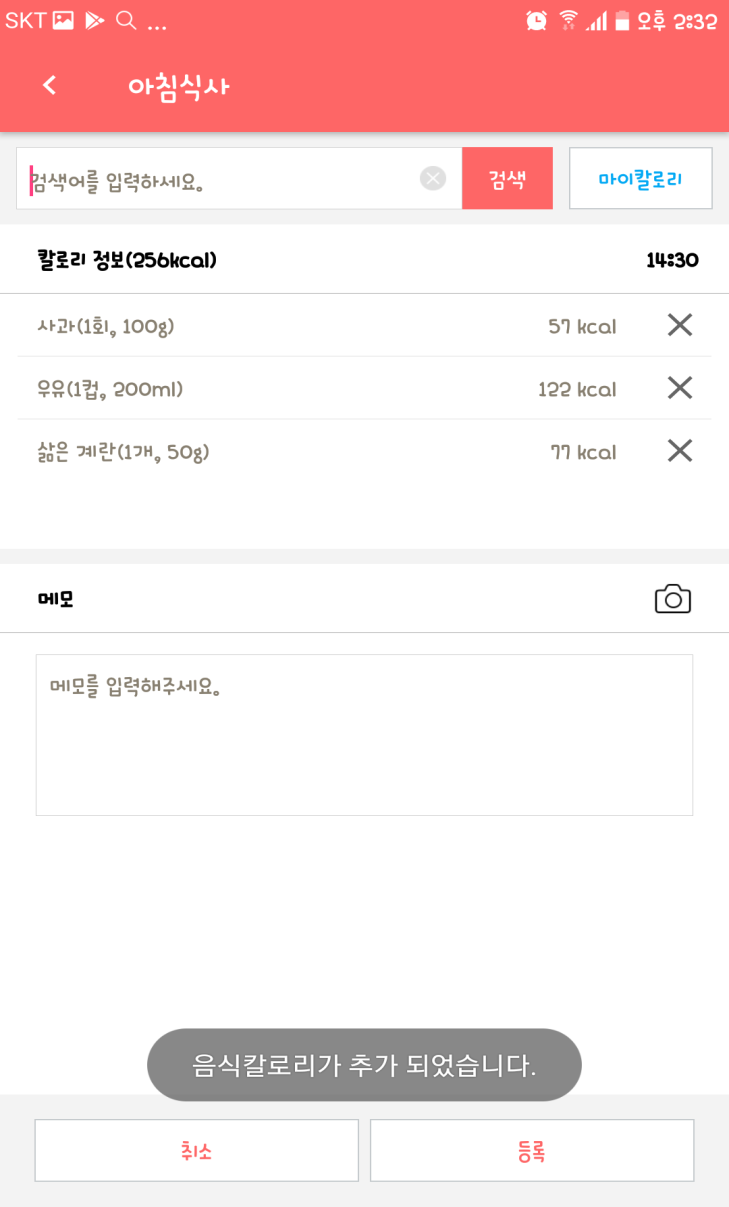 SKT ... 오후 2:32
아침식사
검색어를 입력하세요. 검색 마이칼로리
칼로리 정보(256kcal) 14:30
사과(1회, 100g) 57 kcal
우유(1컵, 200ml) 122 kcal
삶은 계란(1개, 50g) 77 kcal
메모
메모를 입력해주세요.
음식칼로리가 추가 되었습니다.
취소 등록